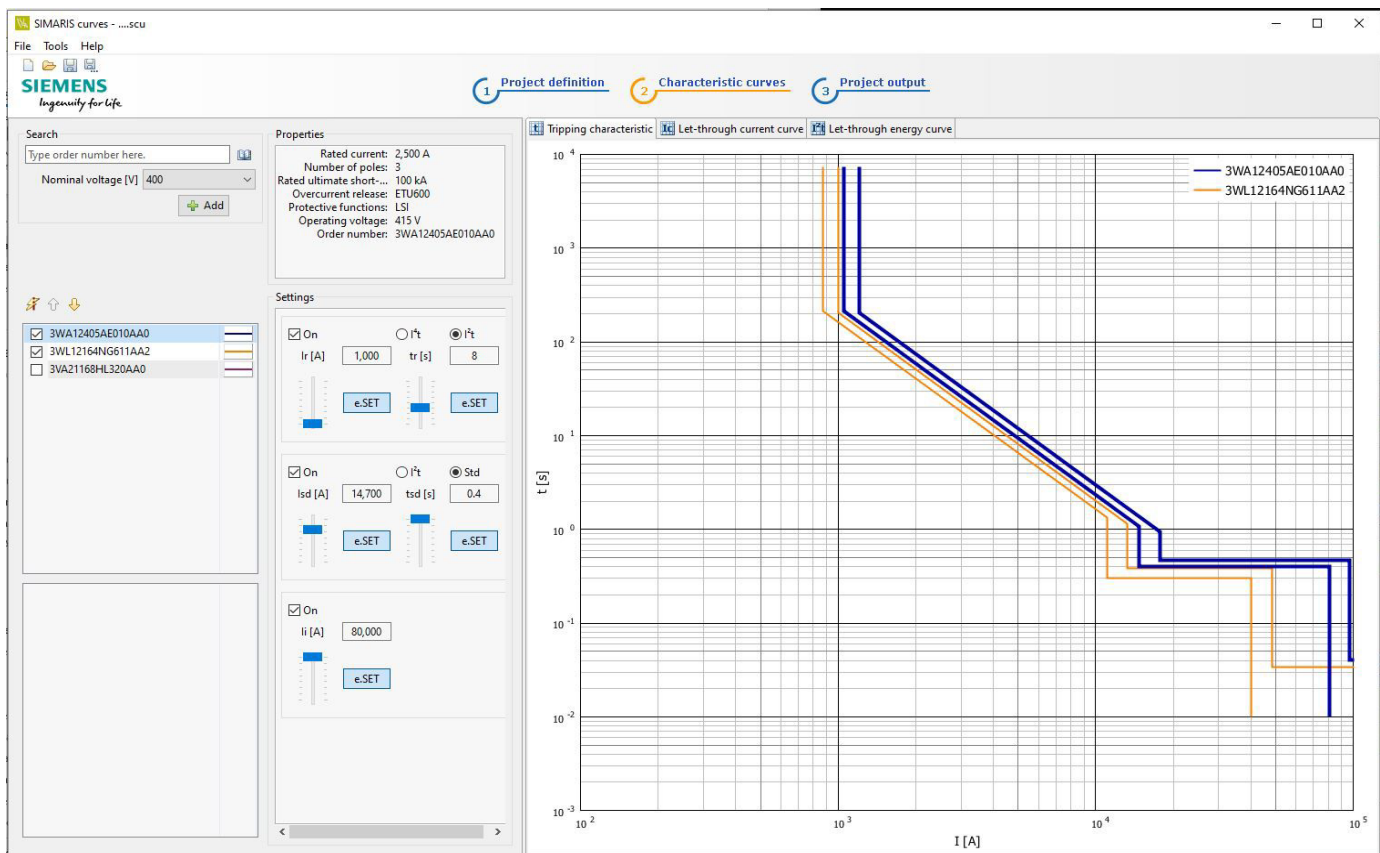 SIMARIS curves - ....scu
File Tools Help
SIEMENS
Ingenuity for life
1 Project definition
2 Characteristic curves
3 Project output
Search
Type order number here.
Nominal voltage [V] 400
Add
3WA12405AE010AA0
3WL12164NG611AA2
3VA21168HL320AA0
Properties
Rated current: 2,500 A
Number of poles: 3
Rated ultimate short-... 100 kA
Overcurrent release: ETU600
Protective functions: LSI
Operating voltage: 415 V
Order number: 3WA12405AE010AA0
Settings
On I⁴t I²t
Ir [A] 1,000 tr [s] 8
e.SET e.SET
On I²t Std
Isd [A] 14,700 tsd [s] 0.4
e.SET e.SET
On
Ii [A] 80,000
e.SET
t Tripping characteristic Ic Let-through current curve I²t Let-through energy curve
3WA12405AE010AA0
3WL12164NG611AA2
10⁴
10³
10²
10¹
10⁰
10⁻¹
10⁻²
10⁻³
t [s]
10² 10³ 10⁴ 10⁵
I [A]